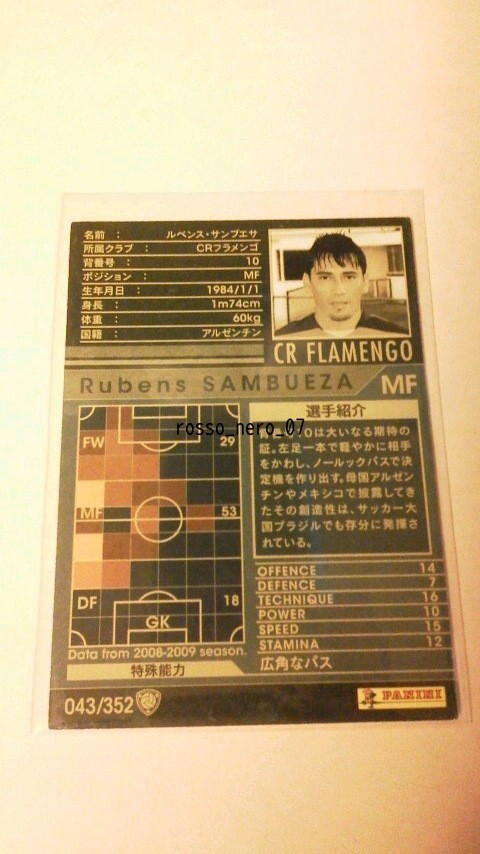 名前 : ルベンス・サンブエサ
所属クラブ : CRフラメンゴ
背番号 : 10
ポジション : MF
生年月日 : 1984/1/1
身長 : 1m74cm
体重 : 60kg
国籍 : アルゼンチン
CR FLAMENGO
Rubens SAMBUEZA MF
選手紹介
rosso_nero_07
0は大いなる期待の
証。左足一本で軽やかに相手
をかわし、ノールックパスで決
定機を作り出す。母国アルゼン
チンやメキシコで披露してき
たその創造性は、サッカー大
国ブラジルでも存分に発揮さ
れている。
FW 29
MF 53
DF 18
GK
Data from 2008-2009 season.
OFFENCE 14
DEFENCE 7
TECHNIQUE 16
POWER 10
SPEED 15
STAMINA 12
特殊能力 広角なパス
043/352
PANINI